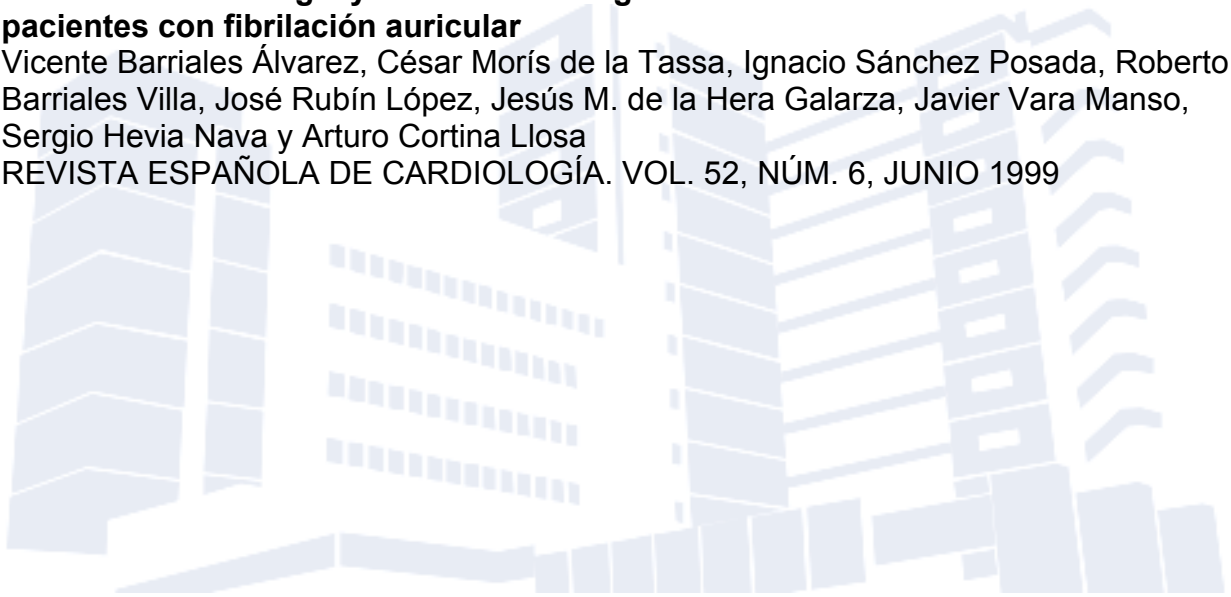 pacientes con fibrilación auricular
Vicente Barriales Álvarez, César Morís de la Tassa, Ignacio Sánchez Posada, Roberto
Barriales Villa, José Rubín López, Jesús M. de la Hera Galarza, Javier Vara Manso,
Sergio Hevia Nava y Arturo Cortina Llosa
REVISTA ESPAÑOLA DE CARDIOLOGÍA. VOL. 52, NÚM. 6, JUNIO 1999